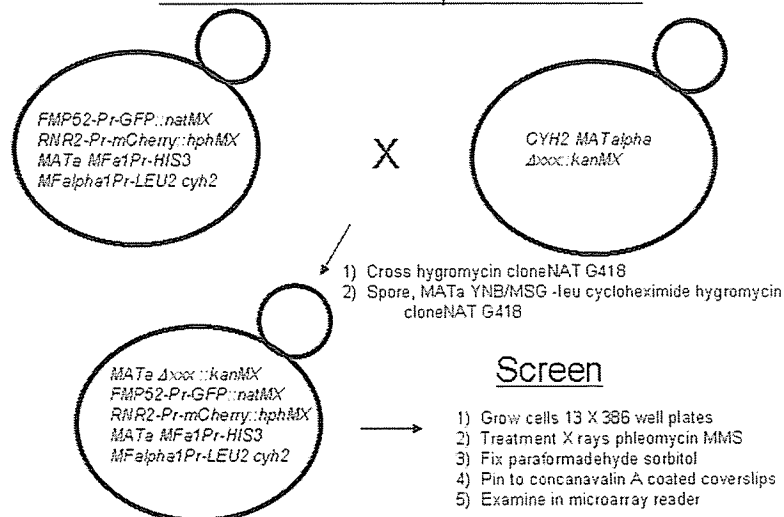 FMP52-Pr-GFP::natMX
RNR2-Pr-mCherry::hphMX
MATa MFa1Pr-HIS3
MFalpha1Pr-LEU2 cyh2
X
CYH2 MATalpha
Δxxx::kanMX
1) Cross hygromycin cloneNAT G418
2) Spore, MATa YNB/MSG -leu cycloheximide hygromycin
cloneNAT G418
MATa Δxxx::kanMX
FMP52-Pr-GFP::natMX
RNR2-Pr-mCherry::hphMX
MATa MFa1Pr-HIS3
MFalpha1Pr-LEU2 cyh2
Screen
1) Grow cells 13 X 386 well plates
2) Treatment X rays phleomycin MMS
3) Fix paraformadehyde sorbitol
4) Pin to concanavalin A coated coverslips
5) Examine in microarray reader